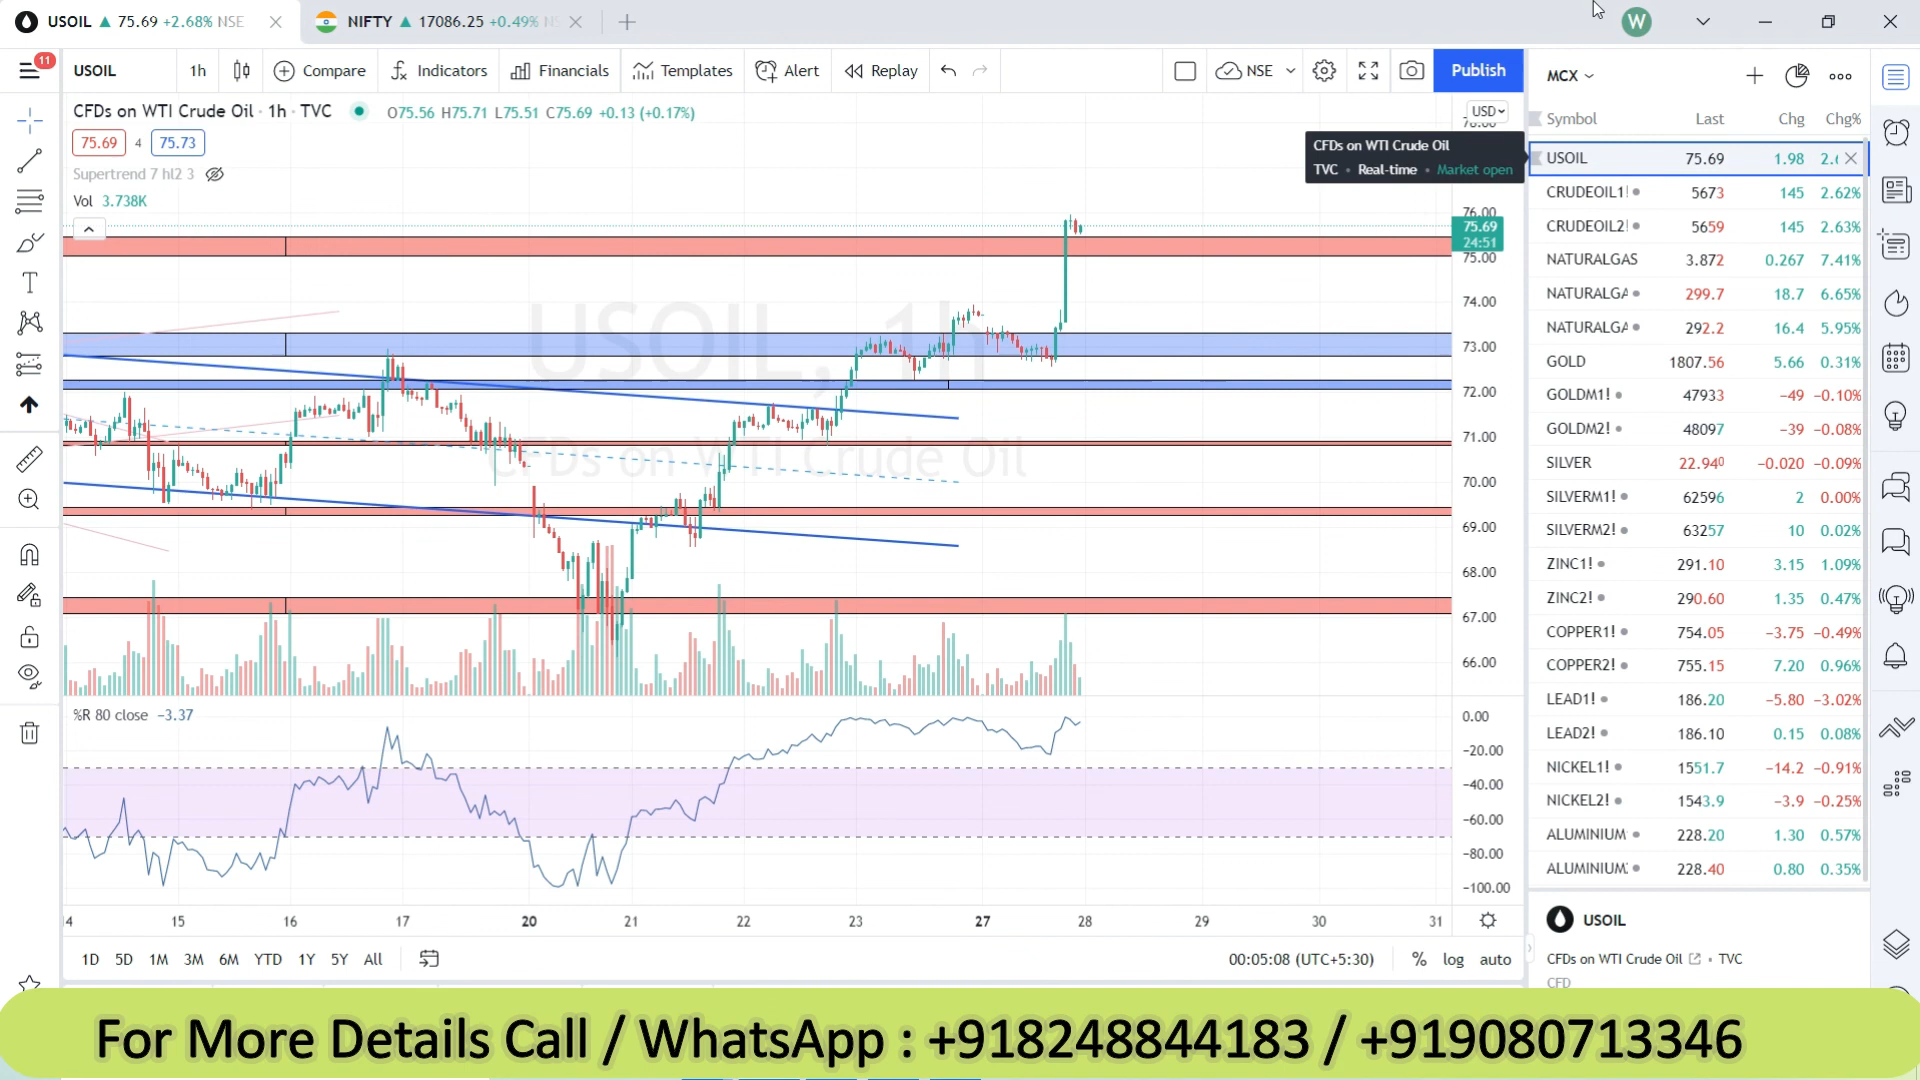 USOIL ▲ 75.69 +2.68% NSE
NIFTY ▲ 17086.25 +0.49%
W
11
USOIL 1h Compare Indicators Financials Templates Alert Replay NSE Publish
CFDs on WTI Crude Oil · 1h · TVC O75.56 H75.71 L75.51 C75.69 +0.13 (+0.17%)
75.69 4 75.73
Supertrend 7 hl2 3
Vol 3.738K
USOIL, 1h
CFDs on WTI Crude Oil
USD
76.00
75.69
24:51
75.00
74.00
73.00
72.00
71.00
70.00
69.00
68.00
67.00
66.00
%R 80 close −3.37
0.00
−20.00
−40.00
−60.00
−80.00
−100.00
15 16 17 20 21 22 23 27 28 29 30 31
1D 5D 1M 3M 6M YTD 1Y 5Y All 00:05:08 (UTC+5:30) % log auto
CFDs on WTI Crude Oil
TVC • Real-time • Market open
MCX
Symbol Last Chg Chg%
USOIL 75.69 1.98
CRUDEOIL1! 5673 145 2.62%
CRUDEOIL2! 5659 145 2.63%
NATURALGAS 3.872 0.267 7.41%
NATURALGA 299.7 18.7 6.65%
NATURALGA 292.2 16.4 5.95%
GOLD 1807.56 5.66 0.31%
GOLDM1! 47933 −49 −0.10%
GOLDM2! 48097 −39 −0.08%
SILVER 22.940 −0.020 −0.09%
SILVERM1! 62596 2 0.00%
SILVERM2! 63257 10 0.02%
ZINC1! 291.10 3.15 1.09%
ZINC2! 290.60 1.35 0.47%
COPPER1! 754.05 −3.75 −0.49%
COPPER2! 755.15 7.20 0.96%
LEAD1! 186.20 −5.80 −3.02%
LEAD2! 186.10 0.15 0.08%
NICKEL1! 1551.7 −14.2 −0.91%
NICKEL2! 1543.9 −3.9 −0.25%
ALUMINIUM 228.20 1.30 0.57%
ALUMINIUM 228.40 0.80 0.35%
USOIL
CFDs on WTI Crude Oil • TVC
CFD
For More Details Call / WhatsApp : +918248844183 / +919080713346